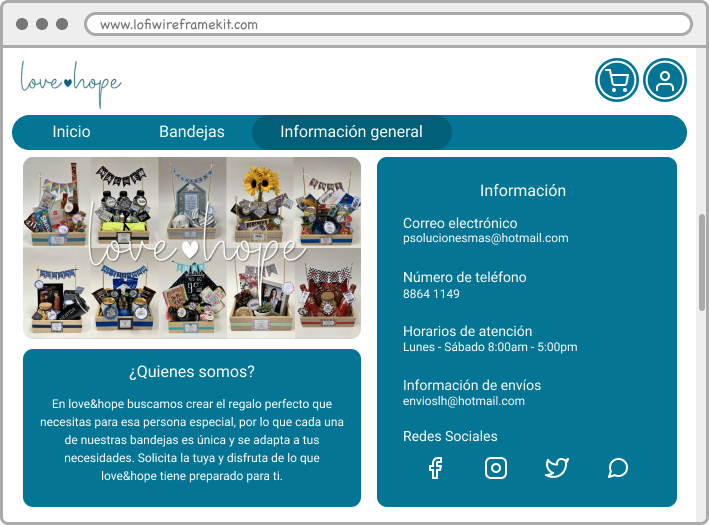 www.lofiwireframekit.com
love♥hope
Inicio
Bandejas
Información general
love♥hope
¿Quienes somos?
En love&hope buscamos crear el regalo perfecto que
necesitas para esa persona especial, por lo que cada una
de nuestras bandejas es única y se adapta a tus
necesidades. Solicita la tuya y disfruta de lo que
love&hope tiene preparado para ti.
Información
Correo electrónico
psolucionesmas@hotmail.com
Número de teléfono
8864 1149
Horarios de atención
Lunes - Sábado 8:00am - 5:00pm
Información de envíos
envioslh@hotmail.com
Redes Sociales